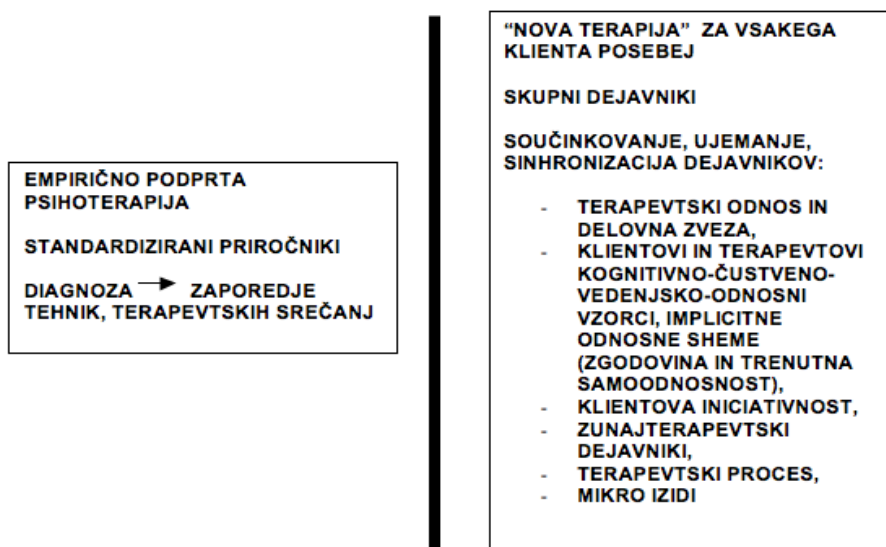 EMPIRIČNO PODPRTA
PSIHOTERAPIJA
STANDARDIZIRANI PRIROČNIKI
DIAGNOZA → ZAPOREDJE
TEHNIK, TERAPEVTSKIH SREČANJ
“NOVA TERAPIJA” ZA VSAKEGA
KLIENTA POSEBEJ
SKUPNI DEJAVNIKI
SOUČINKOVANJE, UJEMANJE,
SINHRONIZACIJA DEJAVNIKOV:
- TERAPEVTSKI ODNOS IN
DELOVNA ZVEZA,
- KLIENTOVI IN TERAPEVTOVI
KOGNITIVNO-ČUSTVENO-
VEDENJSKO-ODNOSNI
VZORCI, IMPLICITNE
ODNOSNE SHEME
(ZGODOVINA IN TRENUTNA
SAMOODNOSNOST),
- KLIENTOVA INICIATIVNOST,
- ZUNAJTERAPEVTSKI
DEJAVNIKI,
- TERAPEVTSKI PROCES,
- MIKRO IZIDI